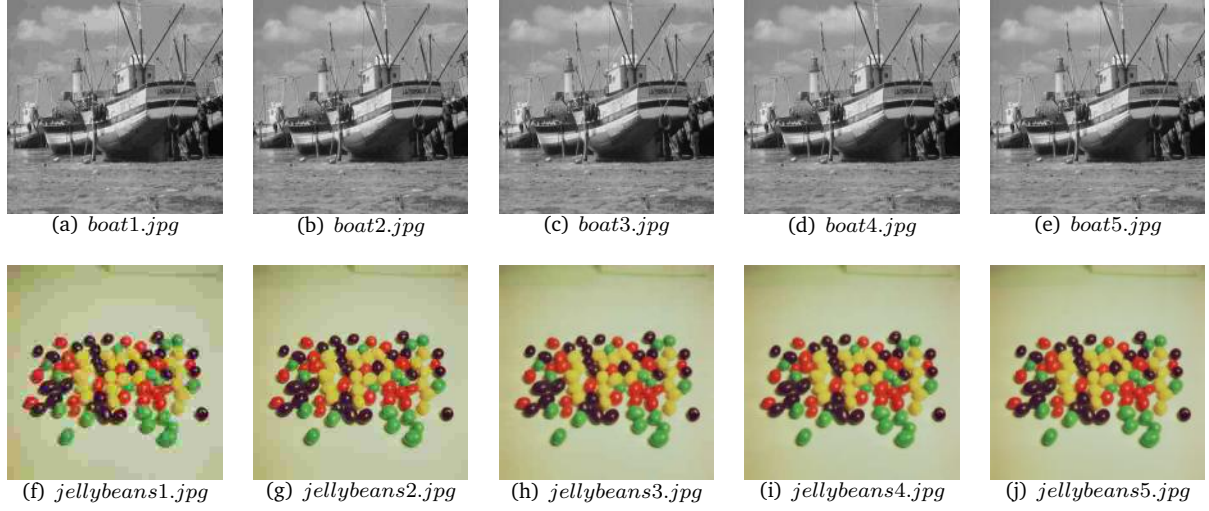 (a) boat1.jpg
(b) boat2.jpg
(c) boat3.jpg
(d) boat4.jpg
(e) boat5.jpg
(f) jellybeans1.jpg
(g) jellybeans2.jpg
(h) jellybeans3.jpg
(i) jellybeans4.jpg
(j) jellybeans5.jpg